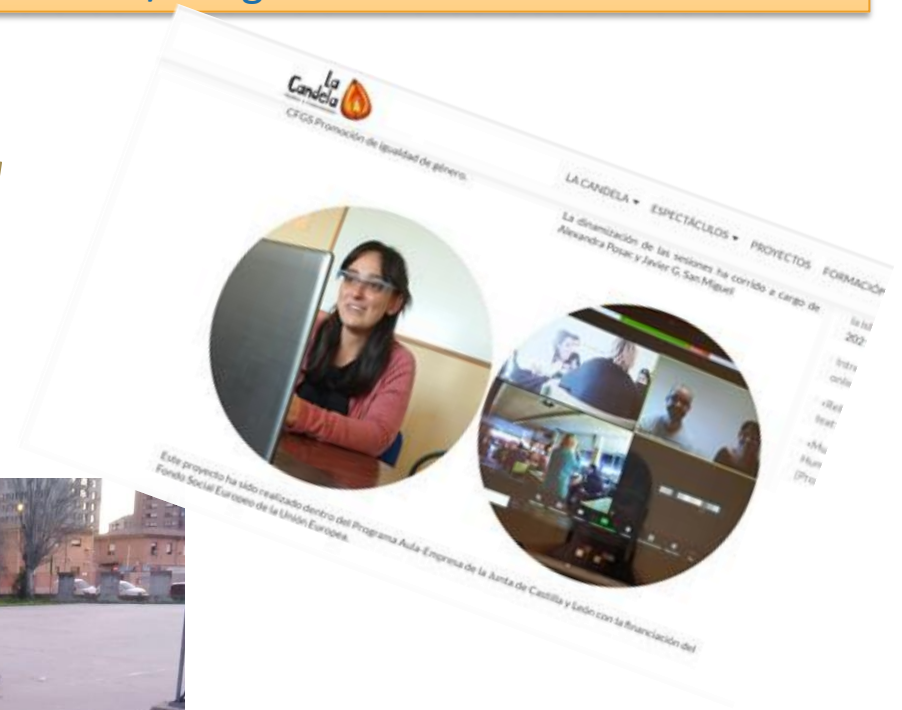 La
Candela
CFGS Promoción de igualdad de género.
LA CANDELA ESPECTÁCULOS PROYECTOS FORMACIÓN
La dinamización de las sesiones ha corrido a cargo de
Alexandra Posac y Javier G. San Miguel
Este proyecto ha sido realizado dentro del Programa Aula-Empresa de la Junta de Castilla y León con la financiación del
Fondo Social Europeo de la Unión Europea.